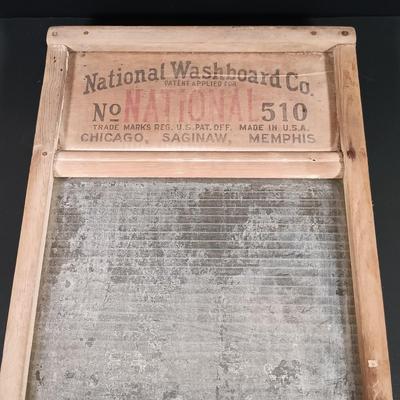 National Washboard Co.
PATENT APPLIED FOR
No NATIONAL 510
TRADE MARKS REG. U.S. PAT. OFF. MADE IN U.S.A.
CHICAGO, SAGINAW, MEMPHIS